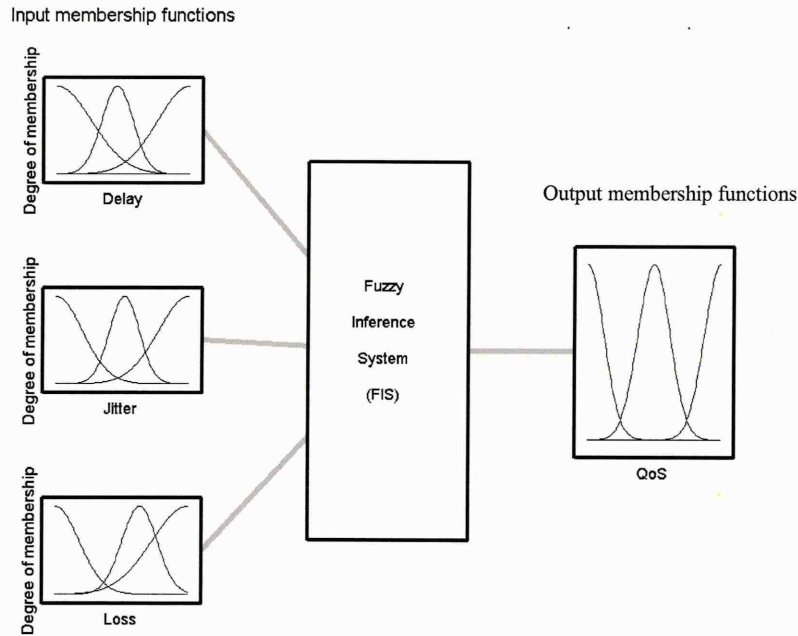 Input membership functions
Degree of membership
Delay
Degree of membership
Jitter
Degree of membership
Loss
Fuzzy
Inference
System
(FIS)
Output membership functions
QoS